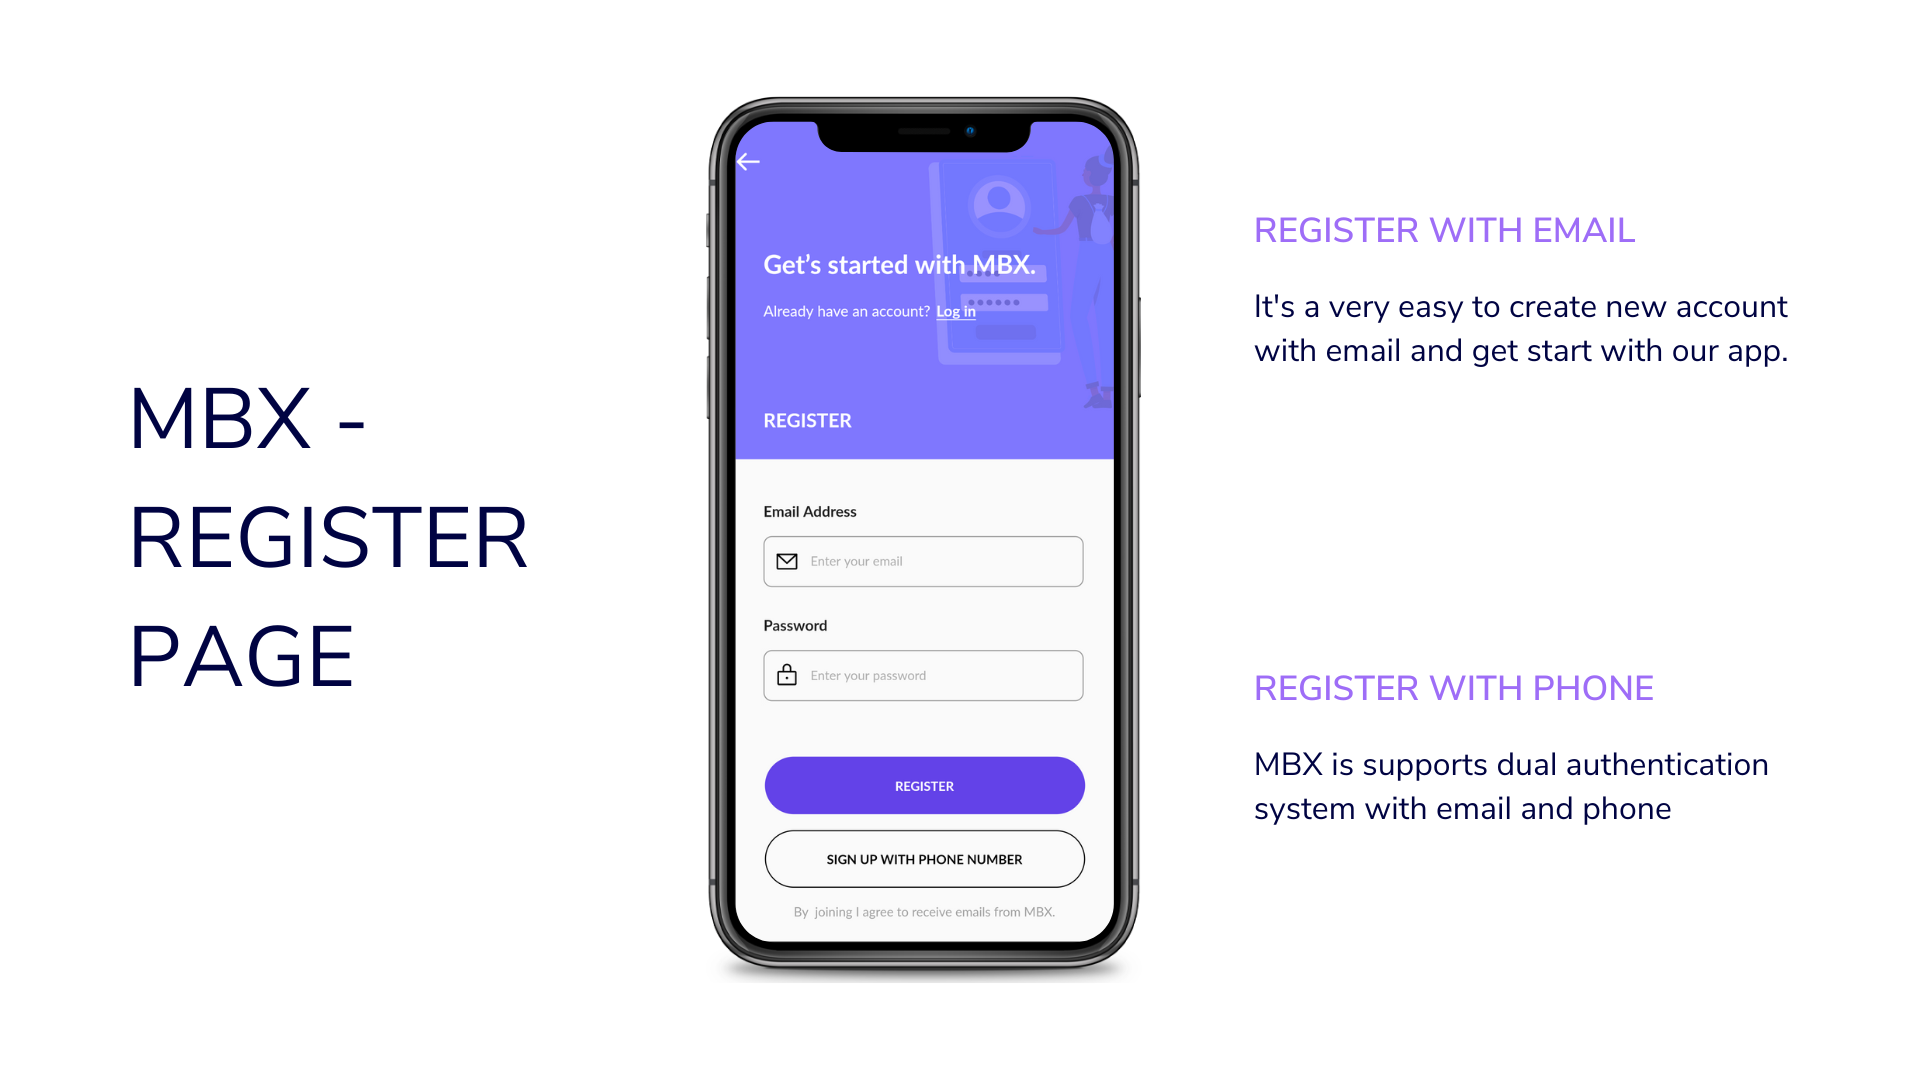 MBX -
REGISTER
PAGE
Get’s started with MBX.
Already have an account? Log in
REGISTER
Email Address
Enter your email
Password
Enter your password
REGISTER
SIGN UP WITH PHONE NUMBER
By joining I agree to receive emails from MBX.
REGISTER WITH EMAIL
It's a very easy to create new account
with email and get start with our app.
REGISTER WITH PHONE
MBX is supports dual authentication
system with email and phone